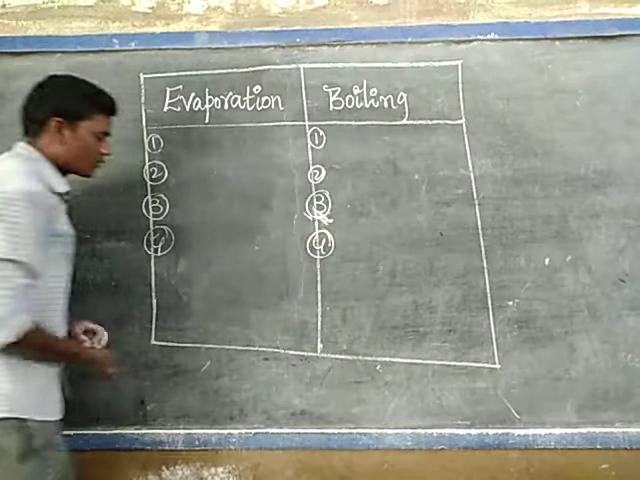 Evaporation Boiling
① ①
② ②
③ ③
④ ④